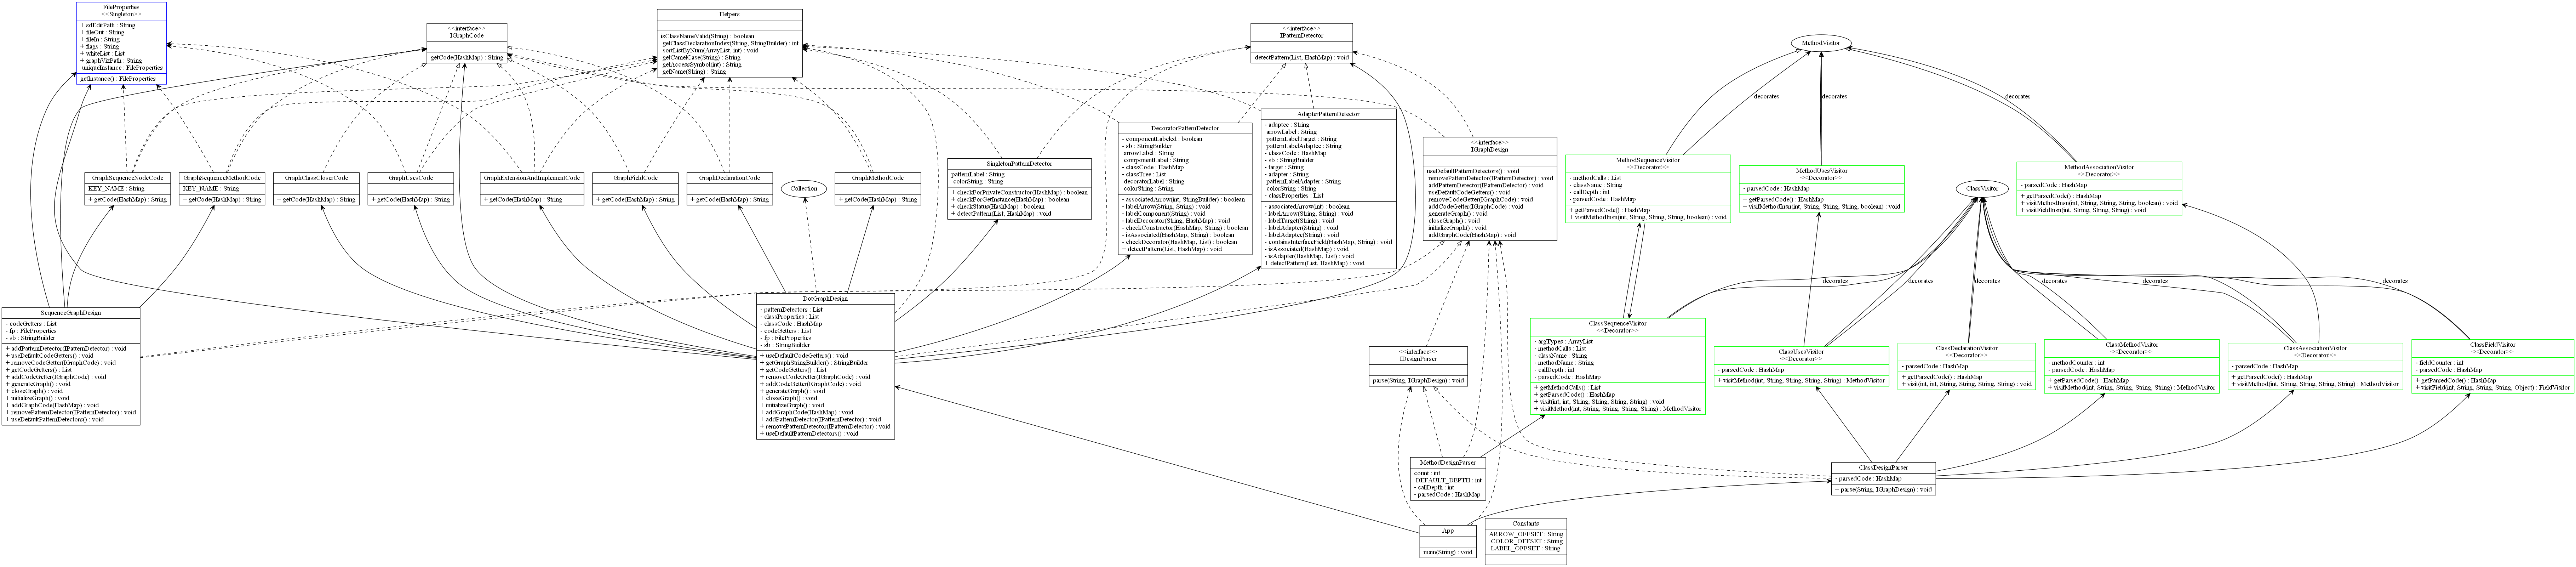 FileProperties
<<Singleton>>
+ sdEditPath : String
+ fileOut : String
+ fileIn : String
+ flags : String
+ whiteList : List
+ graphVizPath : String
uniqueInstance : FileProperties
getInstance() : FileProperties
<<interface>>
IGraphCode
getCode(HashMap) : String
Helpers
isClassNameValid(String) : boolean
getClassDeclarationIndex(String, StringBuilder) : int
sortListByNum(ArrayList, int) : void
getCamelCase(String) : String
getAccessSymbol(int) : String
getName(String) : String
<<interface>>
IPatternDetector
detectPattern(List, HashMap) : void
MethodVisitor
decorates
decorates
decorates
GraphSequenceNodeCode
KEY_NAME : String
+ getCode(HashMap) : String
GraphSequenceMethodCode
KEY_NAME : String
+ getCode(HashMap) : String
GraphClassCloserCode
+ getCode(HashMap) : String
GraphUsesCode
+ getCode(HashMap) : String
GraphExtensionAndImplementCode
+ getCode(HashMap) : String
GraphFieldCode
+ getCode(HashMap) : String
GraphDeclarationCode
+ getCode(HashMap) : String
Collection
GraphMethodCode
+ getCode(HashMap) : String
SingletonPatternDetector
patternLabel : String
colorString : String
+ checkForPrivateConstructor(HashMap) : boolean
+ checkForGetInstance(HashMap) : boolean
+ checkStatus(HashMap) : boolean
+ detectPattern(List, HashMap) : void
DecoratorPatternDetector
- componentLabeled : boolean
- sb : StringBuilder
arrowLabel : String
componentLabel : String
- classCode : HashMap
- classTree : List
decoratorLabel : String
colorString : String
- associatedArrow(int, StringBuilder) : boolean
- labelArrow(String, String) : void
- labelComponent(String) : void
- labelDecorator(String, HashMap) : void
- checkConstructor(HashMap, String) : boolean
- isAssociated(HashMap, String) : boolean
- checkDecorator(HashMap, List) : boolean
+ detectPattern(List, HashMap) : void
AdapterPatternDetector
- adaptee : String
arrowLabel : String
patternLabelTarget : String
patternLabelAdaptee : String
- classCode : HashMap
- sb : StringBuilder
- target : String
- adapter : String
patternLabelAdapter : String
colorString : String
- classProperties : List
- associatedArrow(int) : boolean
- labelArrow(String, String) : void
- labelTarget(String) : void
- labelAdapter(String) : void
- labelAdaptee(String) : void
- containsInterfaceField(HashMap, String) : void
- isAssociated(HashMap) : void
- isAdapter(HashMap, List) : void
+ detectPattern(List, HashMap) : void
<<interface>>
IGraphDesign
useDefaultPatternDetectors() : void
removePatternDetector(IPatternDetector) : void
addPatternDetector(IPatternDetector) : void
useDefaultCodeGetters() : void
removeCodeGetter(IGraphCode) : void
addCodeGetter(IGraphCode) : void
generateGraph() : void
closeGraph() : void
initializeGraph() : void
addGraphCode(HashMap) : void
MethodSequenceVisitor
<<Decorator>>
- methodCalls : List
- className : String
- callDepth : int
- parsedCode : HashMap
+ getParsedCode() : HashMap
+ visitMethodInsn(int, String, String, String, boolean) : void
MethodUsesVisitor
<<Decorator>>
- parsedCode : HashMap
+ getParsedCode() : HashMap
+ visitMethodInsn(int, String, String, String, boolean) : void
ClassVisitor
MethodAssociationVisitor
<<Decorator>>
- parsedCode : HashMap
+ getParsedCode() : HashMap
+ visitMethodInsn(int, String, String, String, boolean) : void
+ visitFieldInsn(int, String, String, String) : void
decorates
decorates
decorates
decorates
decorates
decorates
SequenceGraphDesign
- codeGetters : List
- fp : FileProperties
- sb : StringBuilder
+ addPatternDetector(IPatternDetector) : void
+ useDefaultCodeGetters() : void
+ removeCodeGetter(IGraphCode) : void
+ getCodeGetters() : List
+ addCodeGetter(IGraphCode) : void
+ generateGraph() : void
+ closeGraph() : void
+ initializeGraph() : void
+ addGraphCode(HashMap) : void
+ removePatternDetector(IPatternDetector) : void
+ useDefaultPatternDetectors() : void
DotGraphDesign
- patternDetectors : List
- classProperties : List
- classCode : HashMap
- codeGetters : List
- fp : FileProperties
- sb : StringBuilder
+ useDefaultCodeGetters() : void
+ getGraphStringBuilder() : StringBuilder
+ getCodeGetters() : List
+ removeCodeGetter(IGraphCode) : void
+ addCodeGetter(IGraphCode) : void
+ generateGraph() : void
+ closeGraph() : void
+ initializeGraph() : void
+ addGraphCode(HashMap) : void
+ addPatternDetector(IPatternDetector) : void
+ removePatternDetector(IPatternDetector) : void
+ useDefaultPatternDetectors() : void
<<interface>>
IDesignParser
parse(String, IGraphDesign) : void
ClassSequenceVisitor
<<Decorator>>
- argTypes : ArrayList
- methodCalls : List
- className : String
- methodName : String
- callDepth : int
- parsedCode : HashMap
+ getMethodCalls() : List
+ getParsedCode() : HashMap
+ visit(int, int, String, String, String, String) : void
+ visitMethod(int, String, String, String, String) : MethodVisitor
ClassUsesVisitor
<<Decorator>>
- parsedCode : HashMap
+ visitMethod(int, String, String, String, String) : MethodVisitor
ClassDeclarationVisitor
<<Decorator>>
- parsedCode : HashMap
+ getParsedCode() : HashMap
+ visit(int, int, String, String, String, String) : void
ClassMethodVisitor
<<Decorator>>
- methodCounter : int
- parsedCode : HashMap
+ getParsedCode() : HashMap
+ visitMethod(int, String, String, String, String) : MethodVisitor
ClassAssociationVisitor
<<Decorator>>
- parsedCode : HashMap
+ getParsedCode() : HashMap
+ visitMethod(int, String, String, String, String) : MethodVisitor
ClassFieldVisitor
<<Decorator>>
- fieldCounter : int
- parsedCode : HashMap
+ getParsedCode() : HashMap
+ visitField(int, String, String, String, Object) : FieldVisitor
MethodDesignParser
count : int
DEFAULT_DEPTH : int
- callDepth : int
- parsedCode : HashMap
ClassDesignParser
- parsedCode : HashMap
+ parse(String, IGraphDesign) : void
App
main(String) : void
Constants
ARROW_OFFSET : String
COLOR_OFFSET : String
LABEL_OFFSET : String